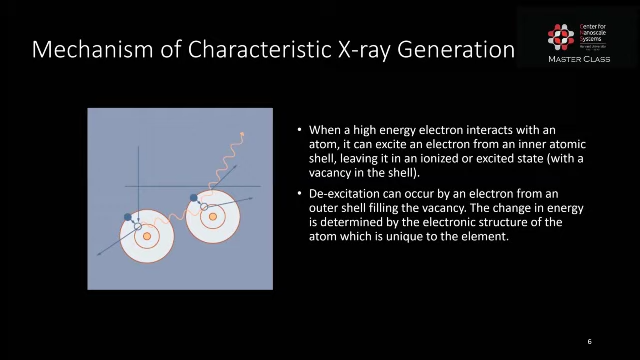 Mechanism of Characteristic X-ray Generation
Center for
Nanoscale
Systems
Harvard University
MASTER CLASS
• When a high energy electron interacts with an
atom, it can excite an electron from an inner atomic
shell, leaving it in an ionized or excited state (with a
vacancy in the shell).
• De-excitation can occur by an electron from an
outer shell filling the vacancy. The change in energy
is determined by the electronic structure of the
atom which is unique to the element.
6